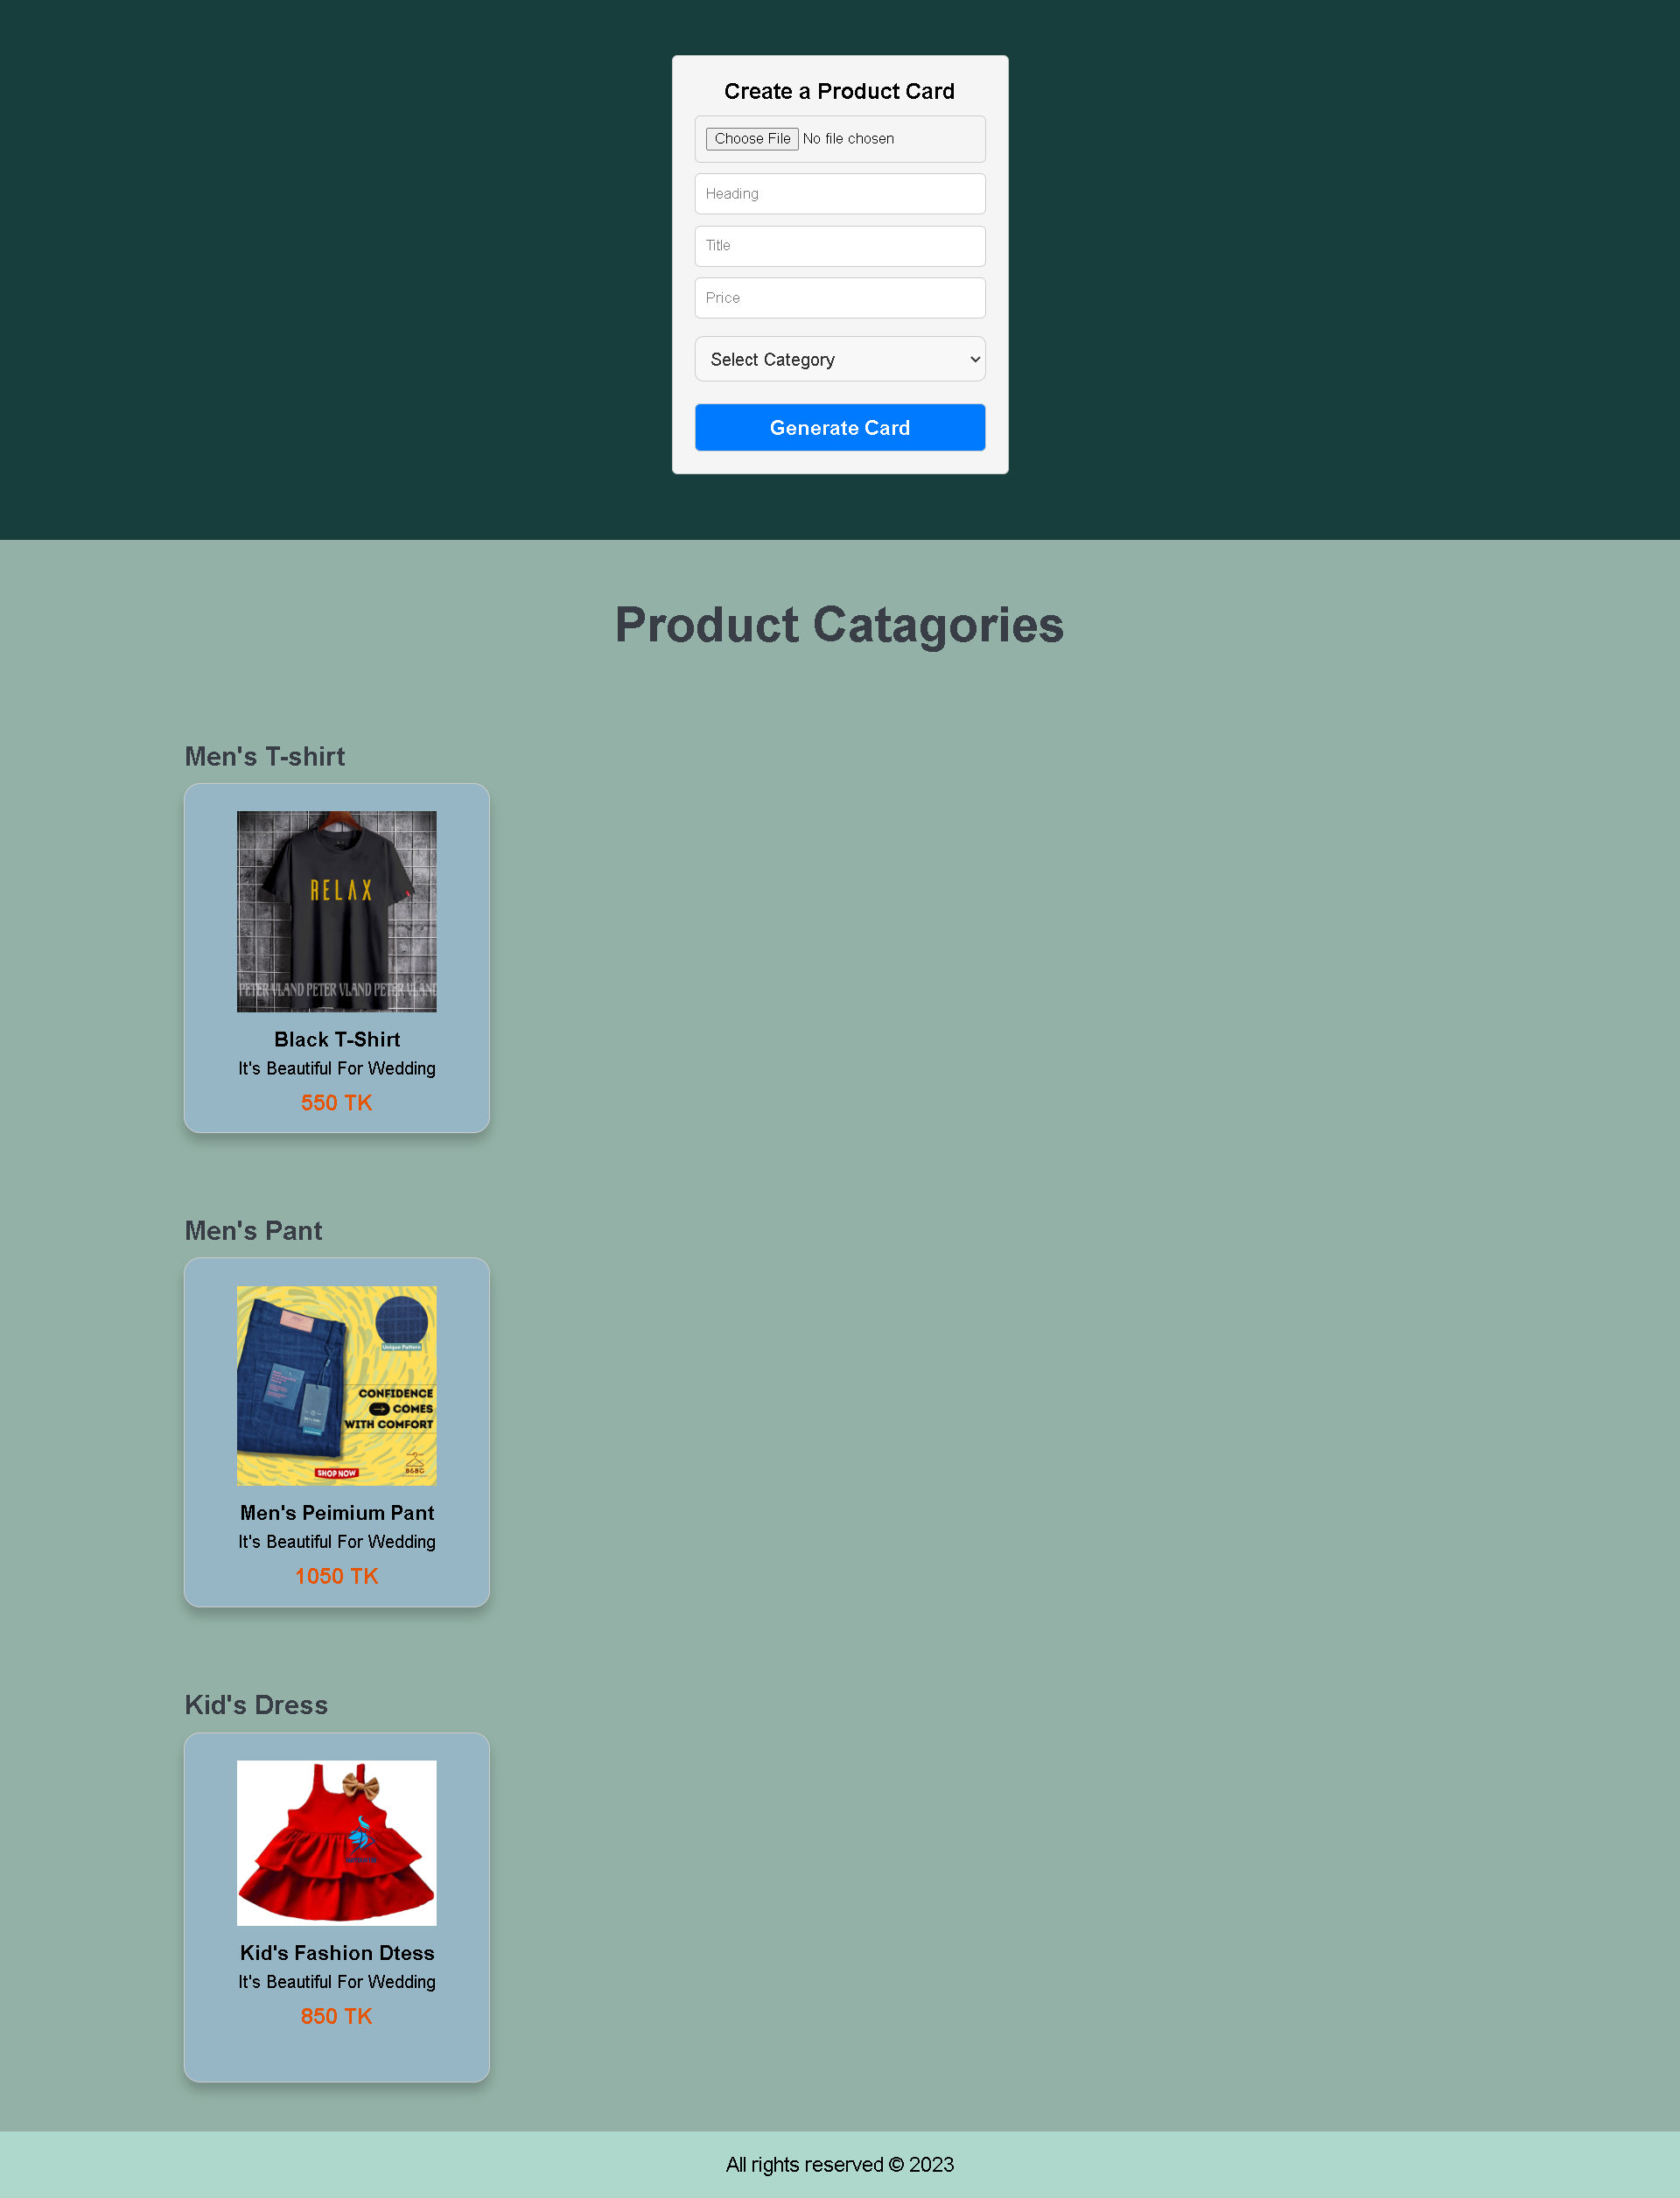 Create a Product Card
Choose File No file chosen
Heading
Title
Price
Select Category
Generate Card
Product Catagories
Men's T-shirt
RELAX
PETER VLAND PETER VLAND PETER VLAND
Black T-Shirt
It's Beautiful For Wedding
550 TK
Men's Pant
Unique Pattern
CONFIDENCE
COMES
WITH COMFORT
SHOP NOW
Men's Peimium Pant
It's Beautiful For Wedding
1050 TK
Kid's Dress
Kid's Fashion Dtess
It's Beautiful For Wedding
850 TK
All rights reserved © 2023